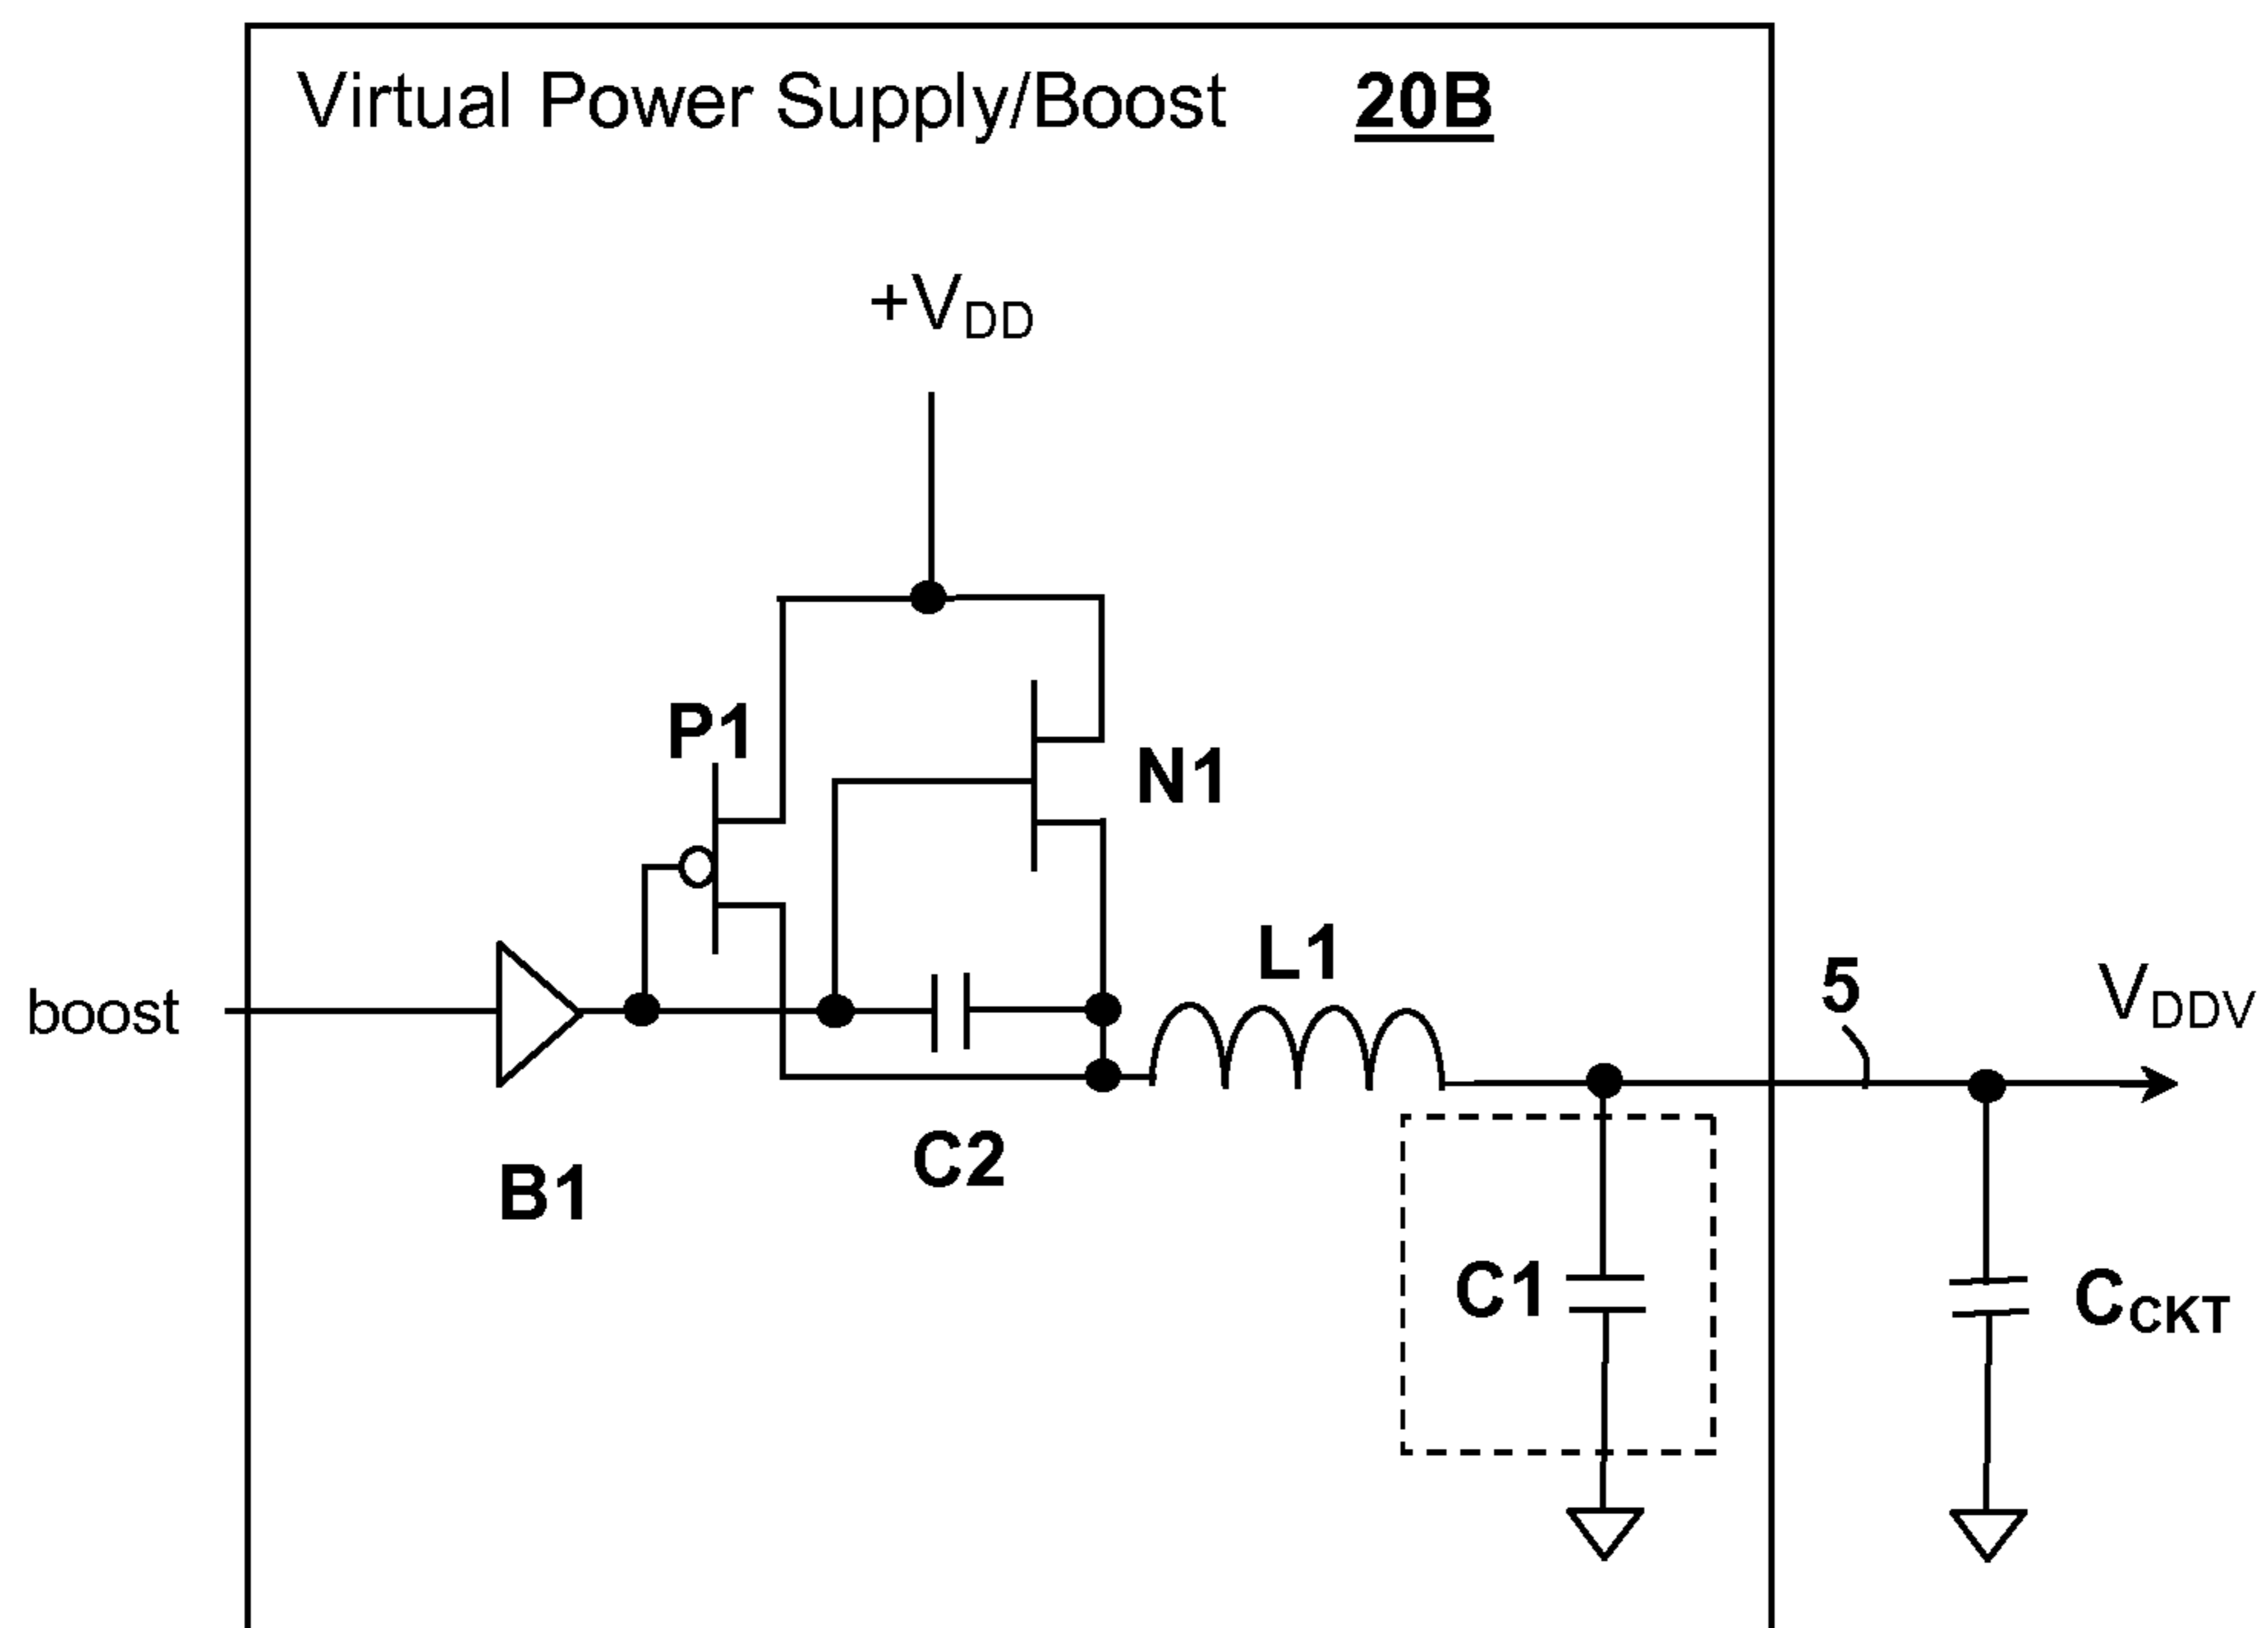 Virtual Power Supply/Boost 20B
+VDD
P1
N1
L1
5
VDDV
boost
C2
B1
C1
CCKT